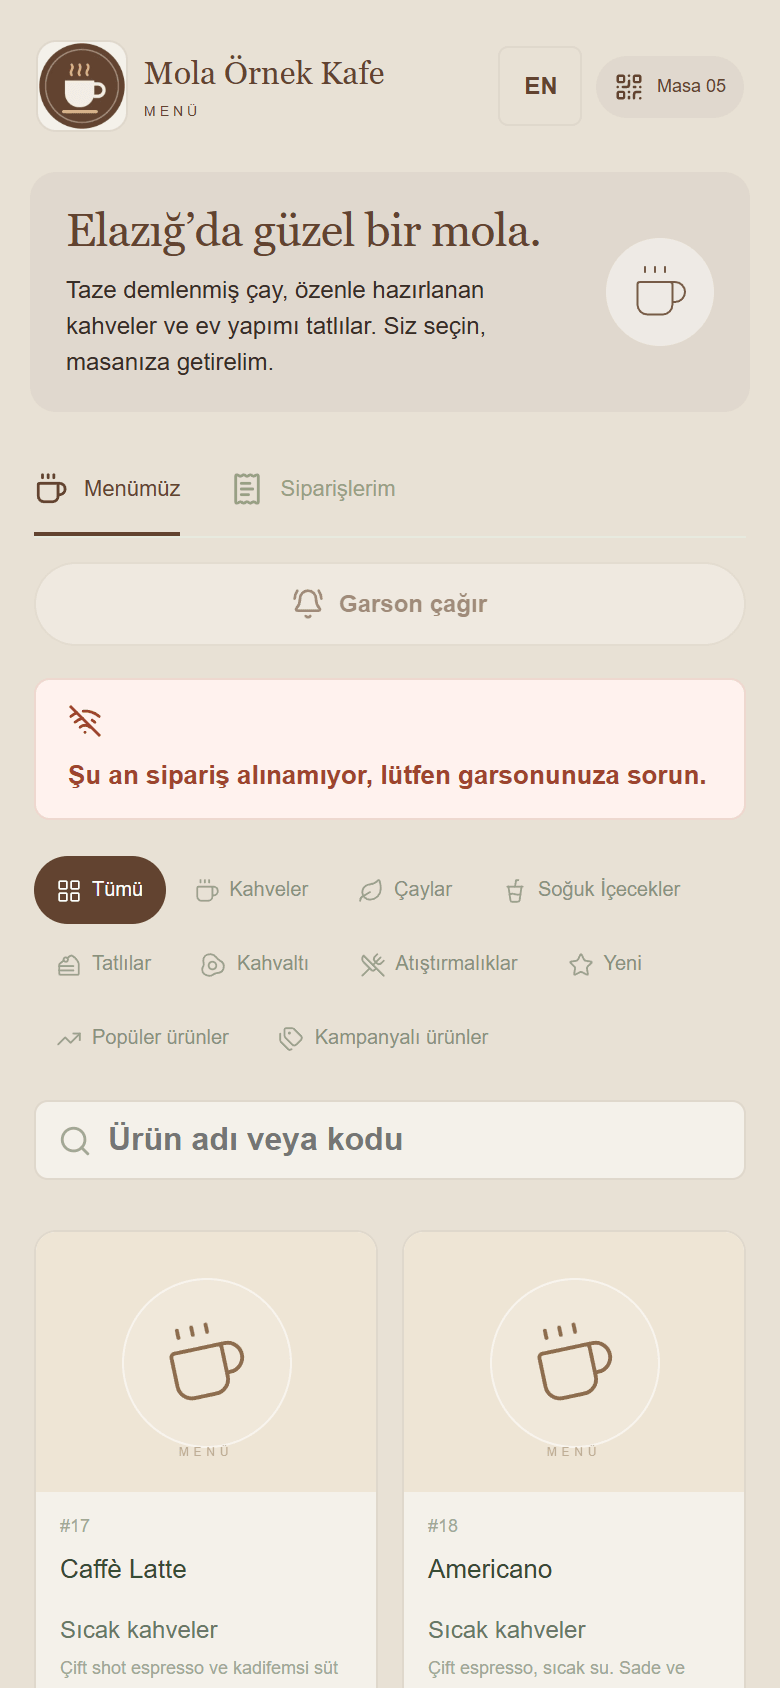 Mola Örnek Kafe
MENÜ
EN
Masa 05
Elazığ’da güzel bir mola.
Taze demlenmiş çay, özenle hazırlanan
kahveler ve ev yapımı tatlılar. Siz seçin,
masanıza getirelim.
Menümüz
Siparişlerim
Garson çağır
Şu an sipariş alınamıyor, lütfen garsonunuza sorun.
Tümü
Kahveler
Çaylar
Soğuk İçecekler
Tatlılar
Kahvaltı
Atıştırmalıklar
Yeni
Popüler ürünler
Kampanyalı ürünler
Ürün adı veya kodu
MENÜ
#17
Caffè Latte
Sıcak kahveler
Çift shot espresso ve kadifemsi süt
MENÜ
#18
Americano
Sıcak kahveler
Çift espresso, sıcak su. Sade ve